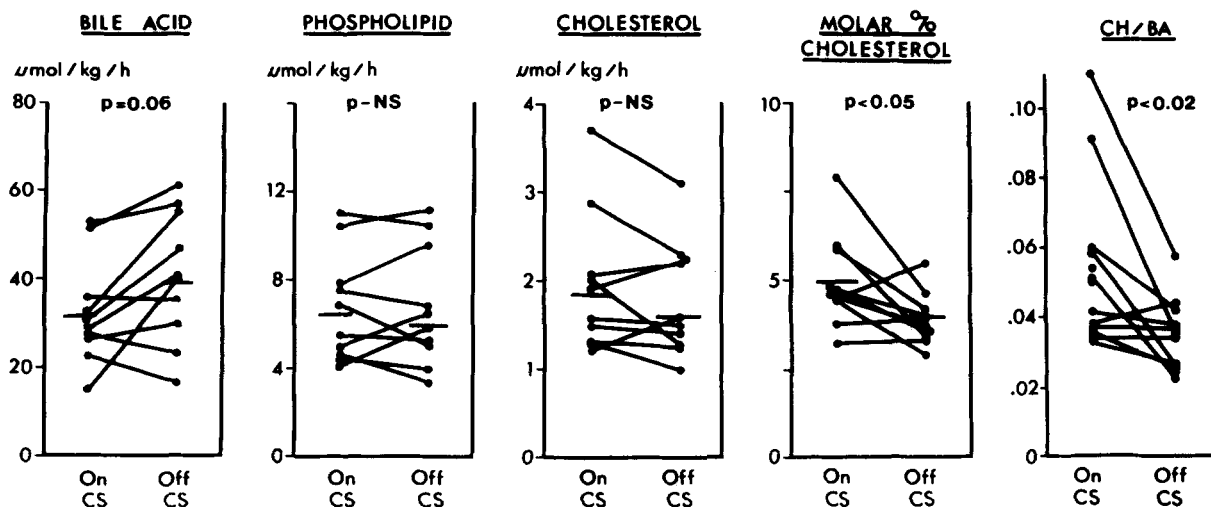 BILE ACID
µmol/kg/h
80
60
40
20
0
p=0.06
On Off
CS CS
PHOSPHOLIPID
12
8
4
0
p-NS
On Off
CS CS
CHOLESTEROL
µmol/kg/h
4
3
2
1
0
p-NS
On Off
CS CS
MOLAR %
CHOLESTEROL
10
5
0
p<0.05
On Off
CS CS
CH/BA
.10
.08
.06
.04
.02
0
p<0.02
On Off
CS CS